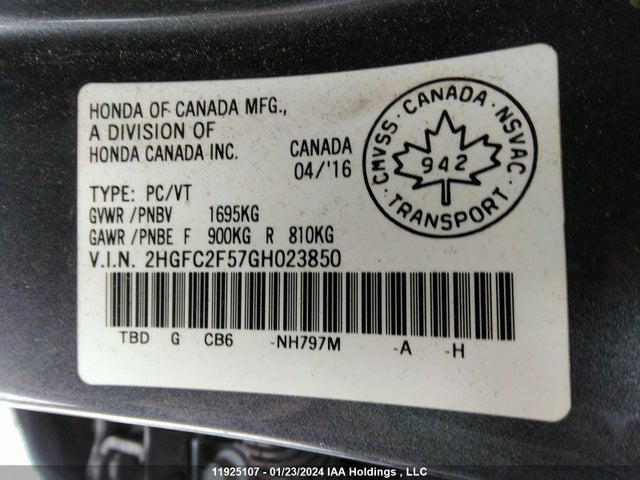 HONDA OF CANADA MFG.,
A DIVISION OF
HONDA CANADA INC.
CANADA
04/'16
TYPE: PC/VT
GVWR /PNBV 1695KG
GAWR /PNBE F 900KG R 810KG
V.I.N. 2HGFC2F57GH023850
CMVSS · CANADA · NSVAC
942
TRANSPORT
TBD G CB6 -NH797M -A -H
11925107 - 01/23/2024 IAA Holdings , LLC